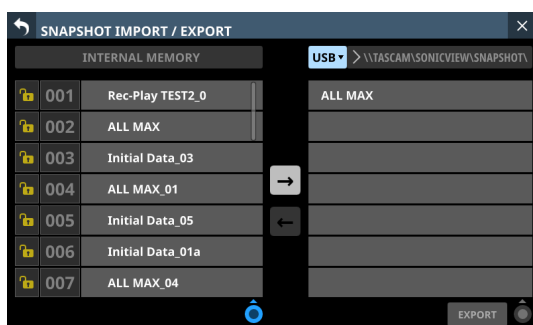 SNAPSHOT IMPORT / EXPORT
INTERNAL MEMORY
USB \\TASCAM\SONICVIEW\SNAPSHOT\
001 Rec-Play TEST2_0
ALL MAX
002 ALL MAX
003 Initial Data_03
004 ALL MAX_01
005 Initial Data_05
006 Initial Data_01a
007 ALL MAX_04
EXPORT